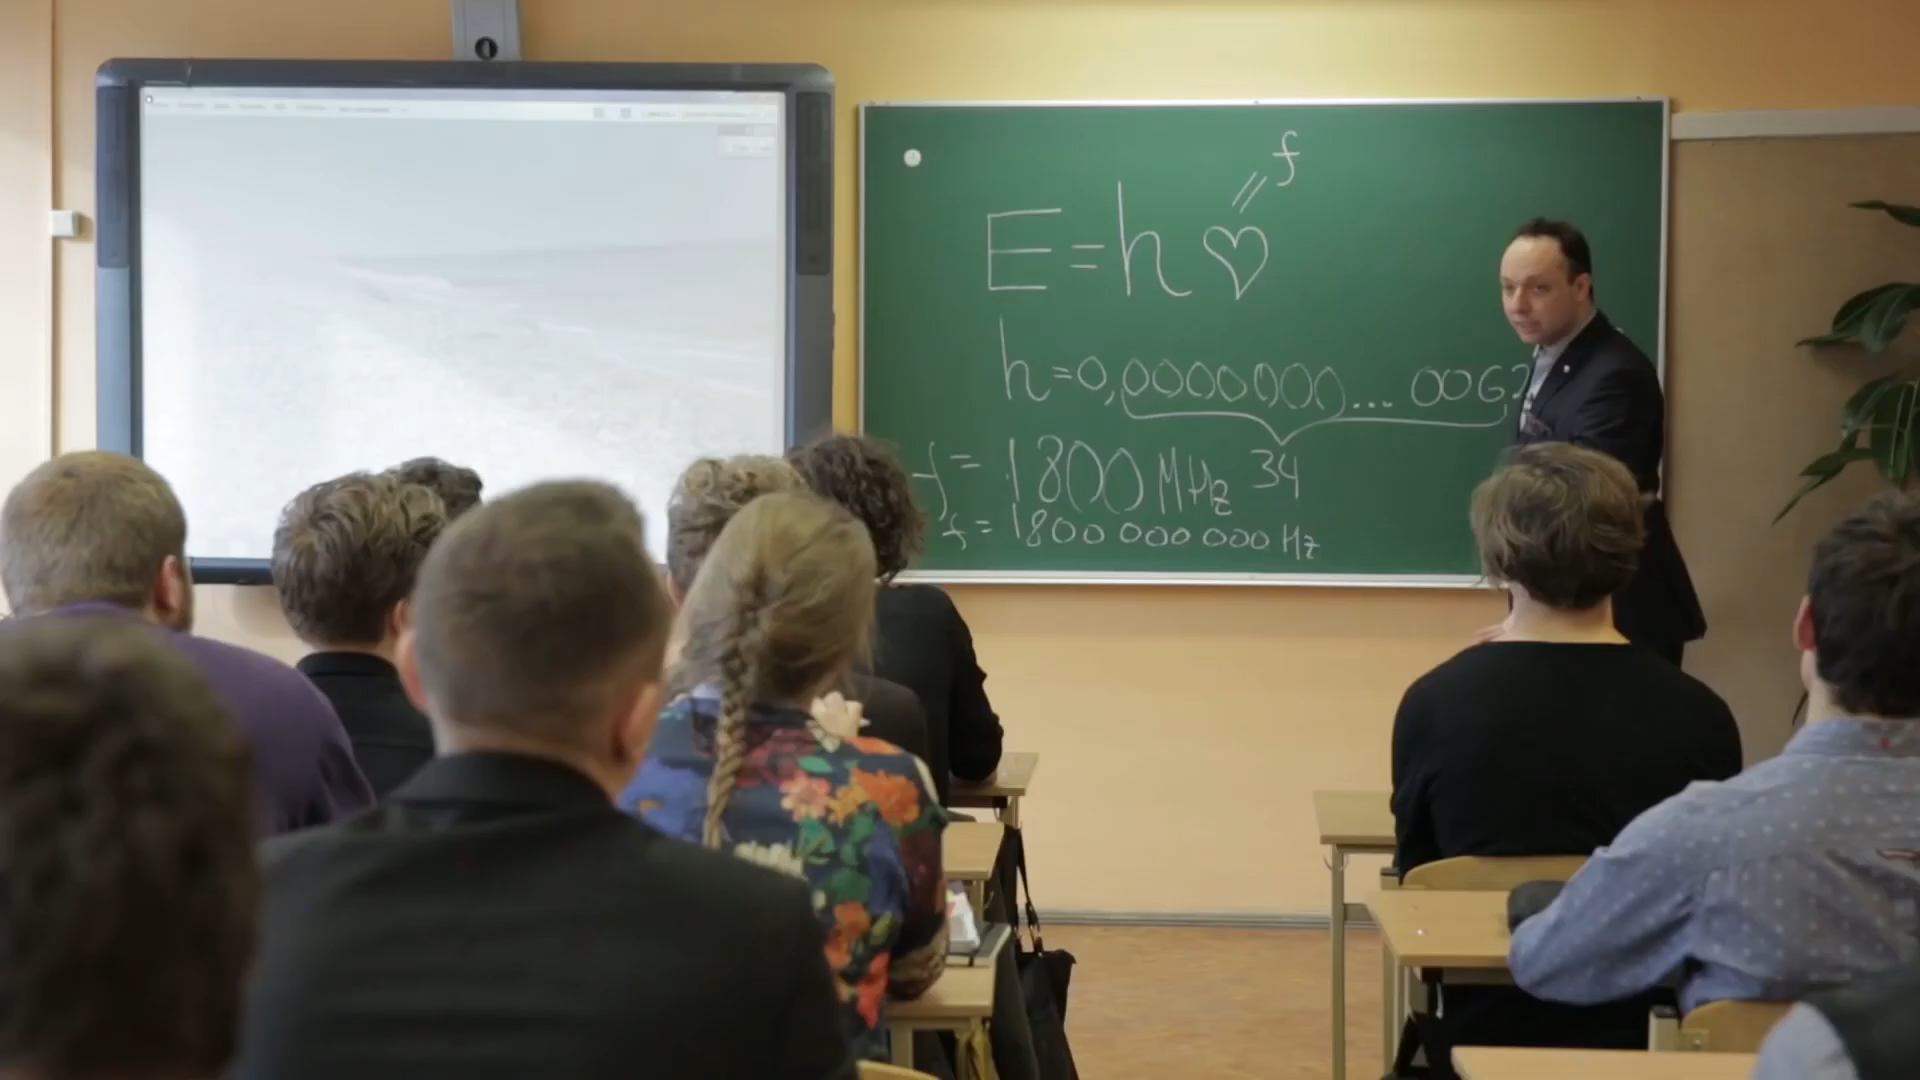 f
E = h ♡
h = 0,0000000... 0062
34
f = 1800 MHz
f = 1800 000 000 Hz